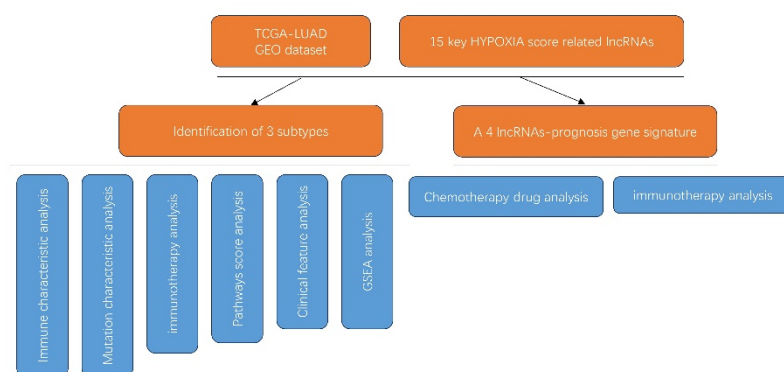 TCGA-LUAD
GEO dataset
15 key HYPOXIA score related lncRNAs
Identification of 3 subtypes
A 4 lncRNAs-prognosis gene signature
Immune characteristic analysis
Mutation characteristic analysis
immunotherapy analysis
Pathways score analysis
Clinical feature analysis
GSEA analysis
Chemotherapy drug analysis
immunotherapy analysis